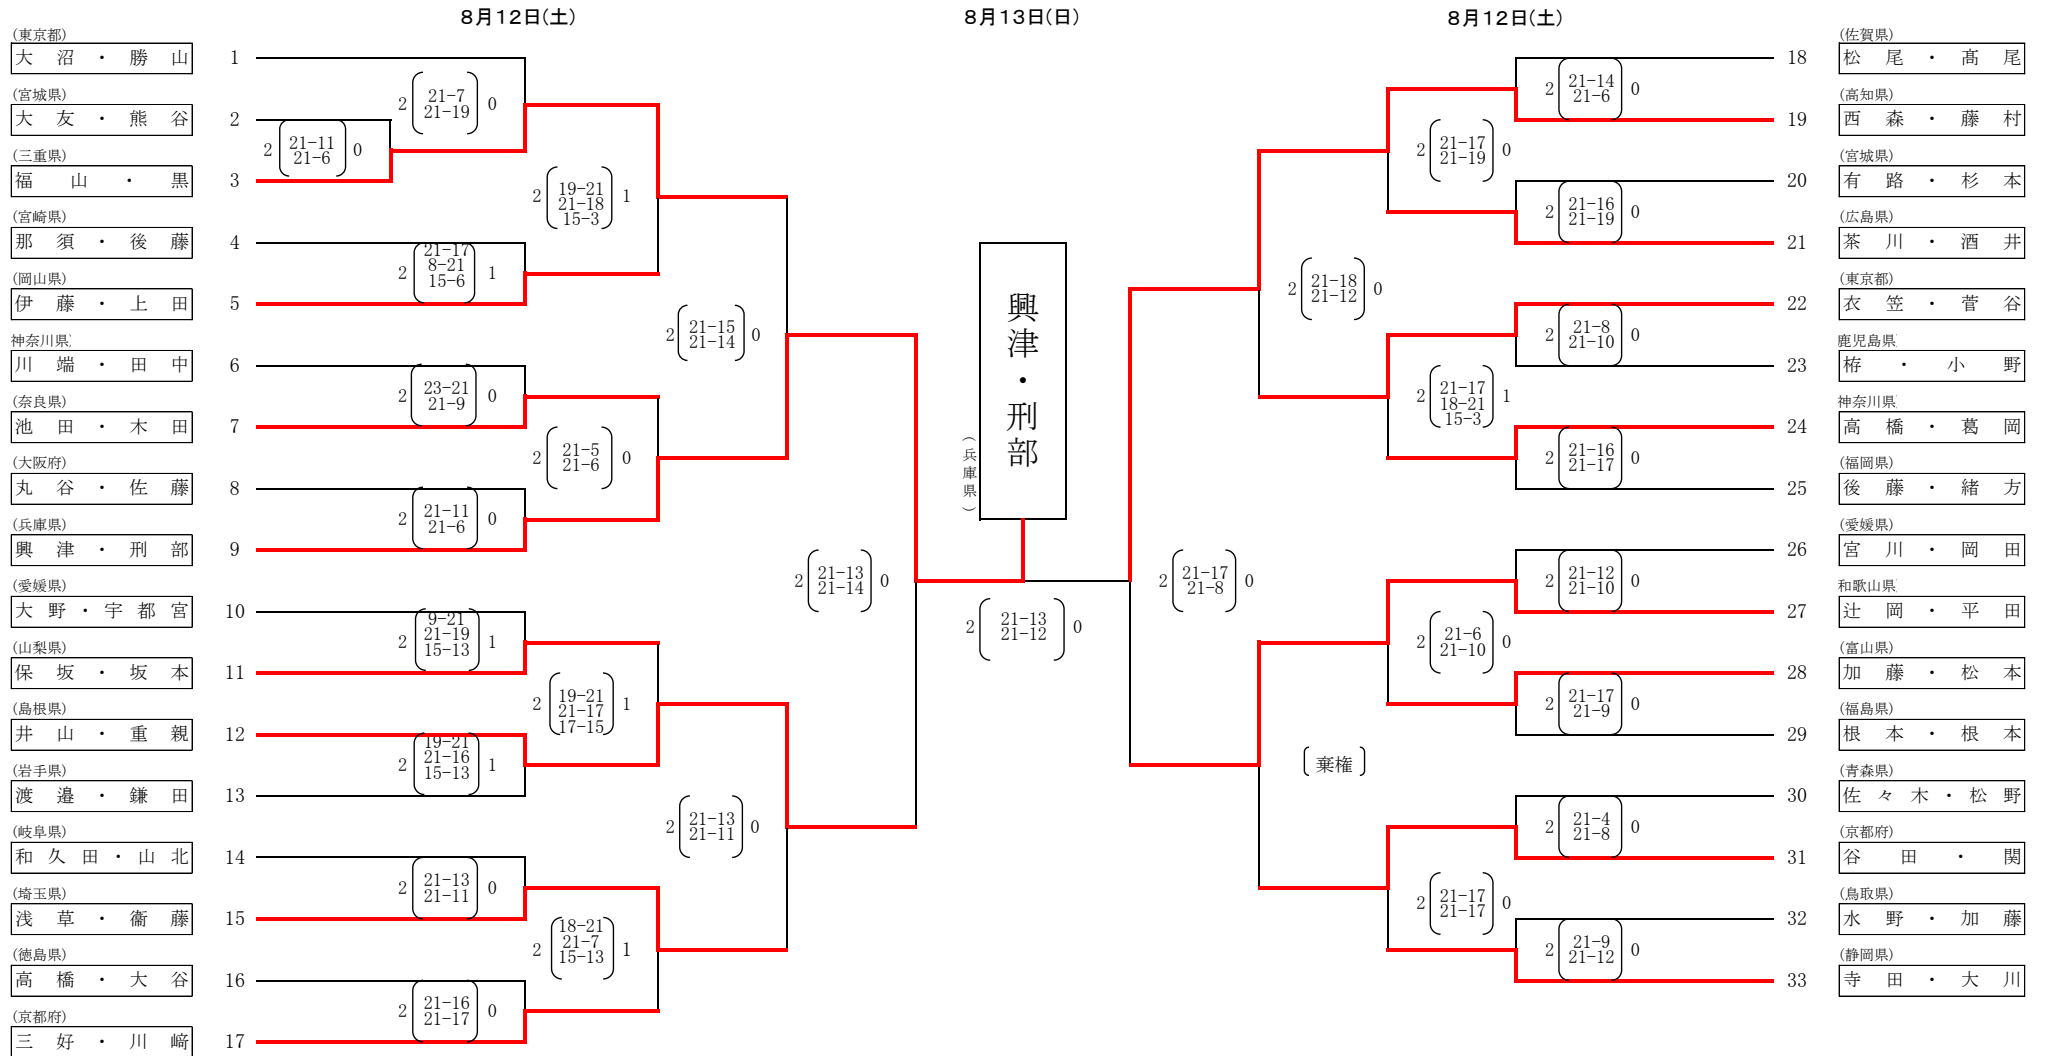 8月12日(土)
8月13日(日)
8月12日(土)
(東京都)
大沼・勝山 1
(宮城県)
大友・熊谷 2
(三重県)
福山・黒 3
(宮崎県)
那須・後藤 4
(岡山県)
伊藤・上田 5
神奈川県
川端・田中 6
(奈良県)
池田・木田 7
(大阪府)
丸谷・佐藤 8
(兵庫県)
興津・刑部 9
(愛媛県)
大野・宇都宮 10
(山梨県)
保坂・坂本 11
(島根県)
井山・重親 12
(岩手県)
渡邉・鎌田 13
(岐阜県)
和久田・山北 14
(埼玉県)
浅草・衞藤 15
(徳島県)
高橋・大谷 16
(京都府)
三好・川﨑 17
2 21-11 0
21-6
2 21-7 0
21-19
21-17
2 8-21 1
15-6
2 23-21 0
21-9
2 21-11 0
21-6
9-21
2 21-19 1
15-13
19-21
2 21-16 1
15-13
2 21-13 0
21-11
2 21-16 0
21-17
19-21
2 21-18 1
15-3
2 21-5 0
21-6
19-21
2 21-17 1
17-15
18-21
2 21-7 1
15-13
2 21-15 0
21-14
2 21-13 0
21-11
2 21-13 0
21-14
興津・刑部
(兵庫県)
2 21-13 0
21-12
2 21-17 0
21-8
2 21-18 0
21-12
棄権
2 21-17 0
21-19
21-17
2 18-21 1
15-3
2 21-6 0
21-10
2 21-17 0
21-17
2 21-14 0
21-6
2 21-16 0
21-19
2 21-8 0
21-10
2 21-16 0
21-17
2 21-12 0
21-10
2 21-17 0
21-9
2 21-4 0
21-8
2 21-9 0
21-12
(佐賀県)
18 松尾・髙尾
(高知県)
19 西森・藤村
(宮城県)
20 有路・杉本
(広島県)
21 茶川・酒井
(東京都)
22 衣笠・菅谷
鹿児島県
23 栫・小野
神奈川県
24 高橋・葛岡
(福岡県)
25 後藤・緒方
(愛媛県)
26 宮川・岡田
和歌山県
27 辻岡・平田
(富山県)
28 加藤・松本
(福島県)
29 根本・根本
(青森県)
30 佐々木・松野
(京都府)
31 谷田・関
(鳥取県)
32 水野・加藤
(静岡県)
33 寺田・大川